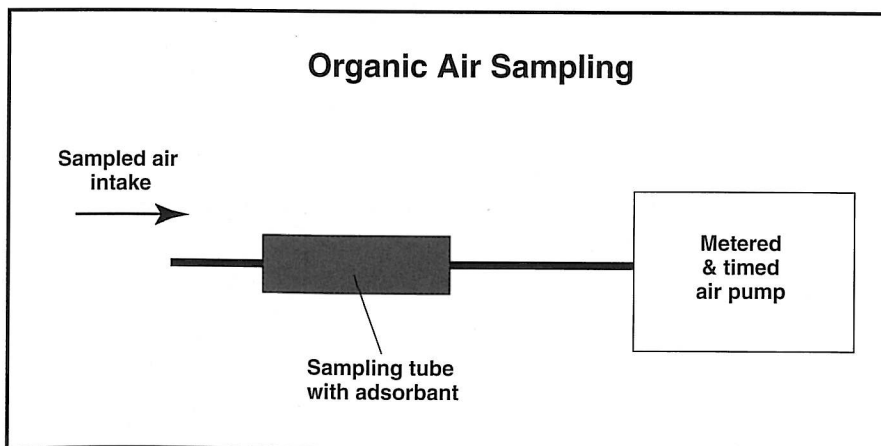 Organic Air Sampling
Sampled air
intake
Metered
& timed
air pump
Sampling tube
with adsorbant